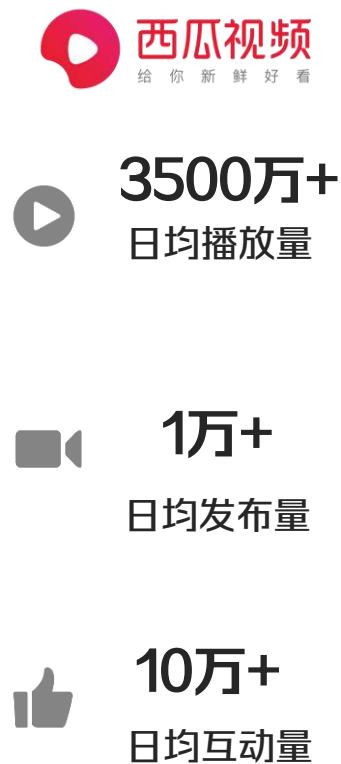 西瓜视频
给你新鲜好看
3500万+
日均播放量
1万+
日均发布量
10万+
日均互动量